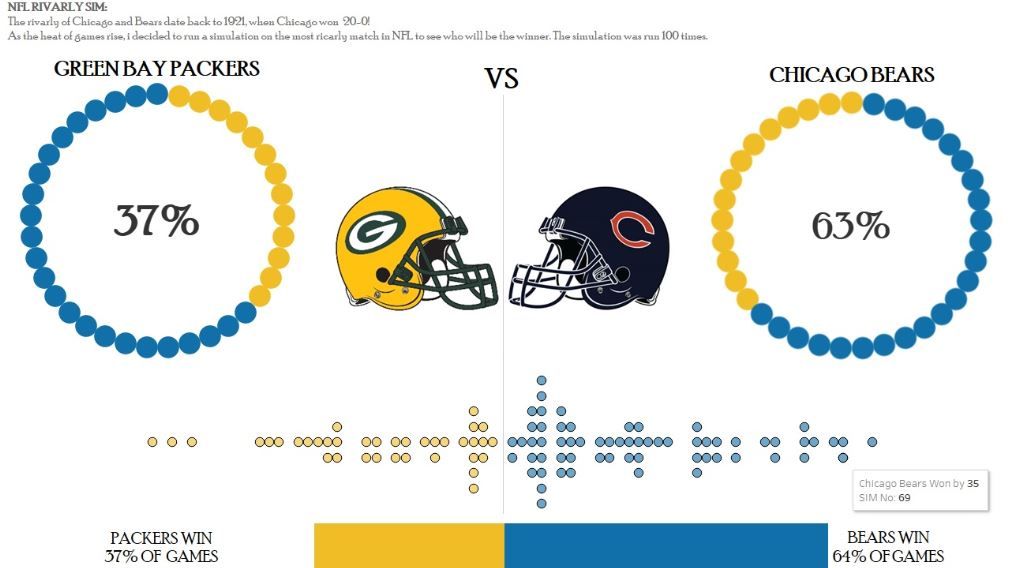 NFL RIVARLY SIM:
The rivarly of Chicago and Bears date back to 1921, when Chicago won 20-0!
As the heat of games rise, i decided to run a simulation on the most ricarly match in NFL to see who will be the winner. The simulation was run 100 times.
GREEN BAY PACKERS
VS
CHICAGO BEARS
37%
63%
G
C
Chicago Bears Won by 35
SIM No: 69
PACKERS WIN
37% OF GAMES
BEARS WIN
64% OF GAMES